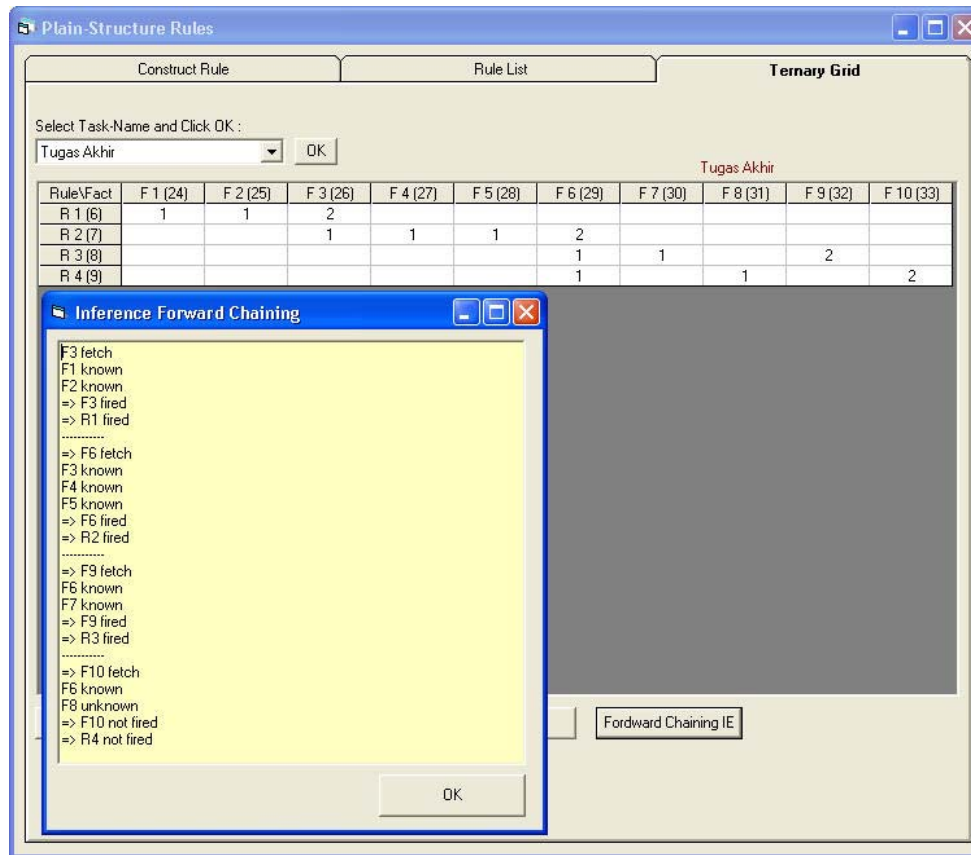 Plain-Structure Rules
Construct Rule Rule List Ternary Grid
Select Task-Name and Click OK :
Tugas Akhir OK
Tugas Akhir
Rule\Fact F 1 (24) F 2 (25) F 3 (26) F 4 (27) F 5 (28) F 6 (29) F 7 (30) F 8 (31) F 9 (32) F 10 (33)
R 1 (6) 1 1 2
R 2 (7) 1 1 1 2
R 3 (8) 1 1 2
R 4 (9) 1 1 2
Inference Forward Chaining
F3 fetch
F1 known
F2 known
=> F3 fired
=> R1 fired
-----------
=> F6 fetch
F3 known
F4 known
F5 known
=> F6 fired
=> R2 fired
-----------
=> F9 fetch
F6 known
F7 known
=> F9 fired
=> R3 fired
-----------
=> F10 fetch
F6 known
F8 unknown
=> F10 not fired
=> R4 not fired
Fordward Chaining IE
OK